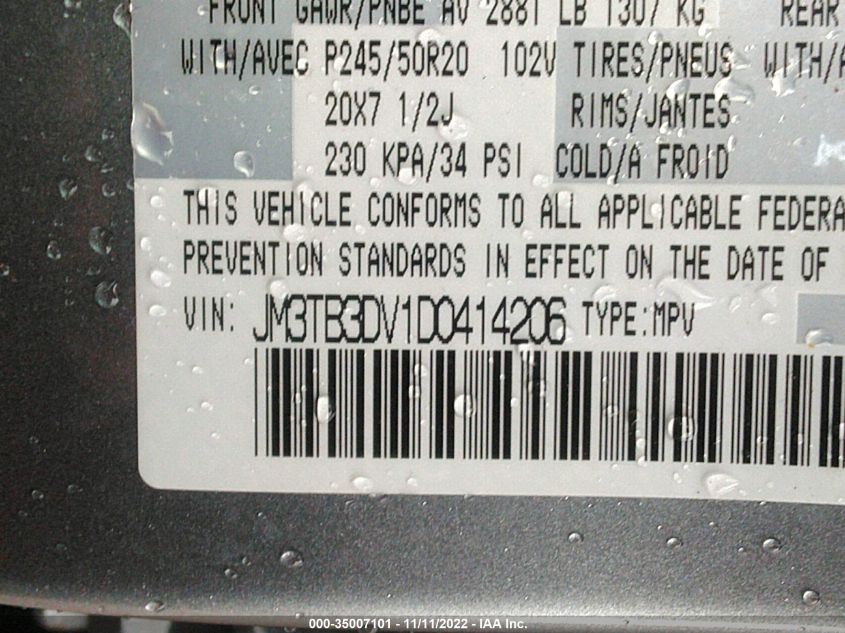 FRONT GAWR/PNBE AV 2881 LB 1307 KG REAR
WITH/AVEC P245/50R20 102V TIRES/PNEUS WITH/A
20X7 1/2J RIMS/JANTES
230 KPA/34 PSI COLD/A FROID
THIS VEHICLE CONFORMS TO ALL APPLICABLE FEDERA
PREVENTION STANDARDS IN EFFECT ON THE DATE OF
VIN: JM3TB3DV1D0414206 TYPE:MPV
000-35007101 - 11/11/2022 - IAA Inc.